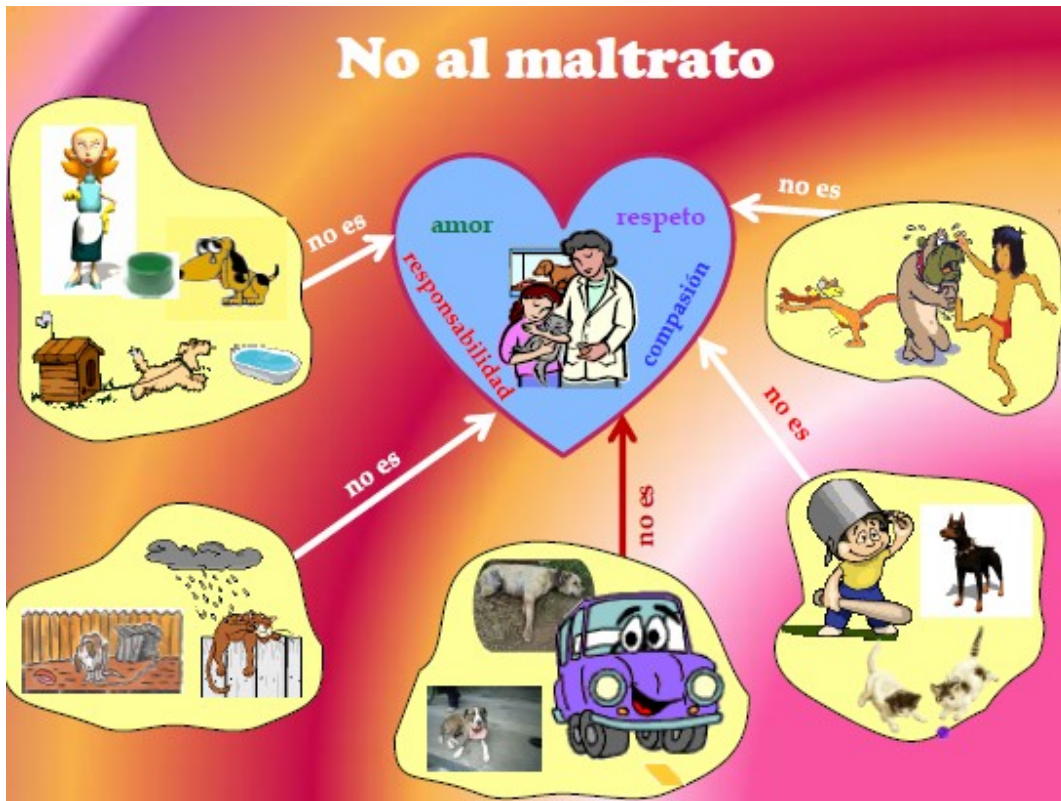 No al maltrato
no es
amor
respeto
no es
responsabilidad
compasión
no es
no es
no es